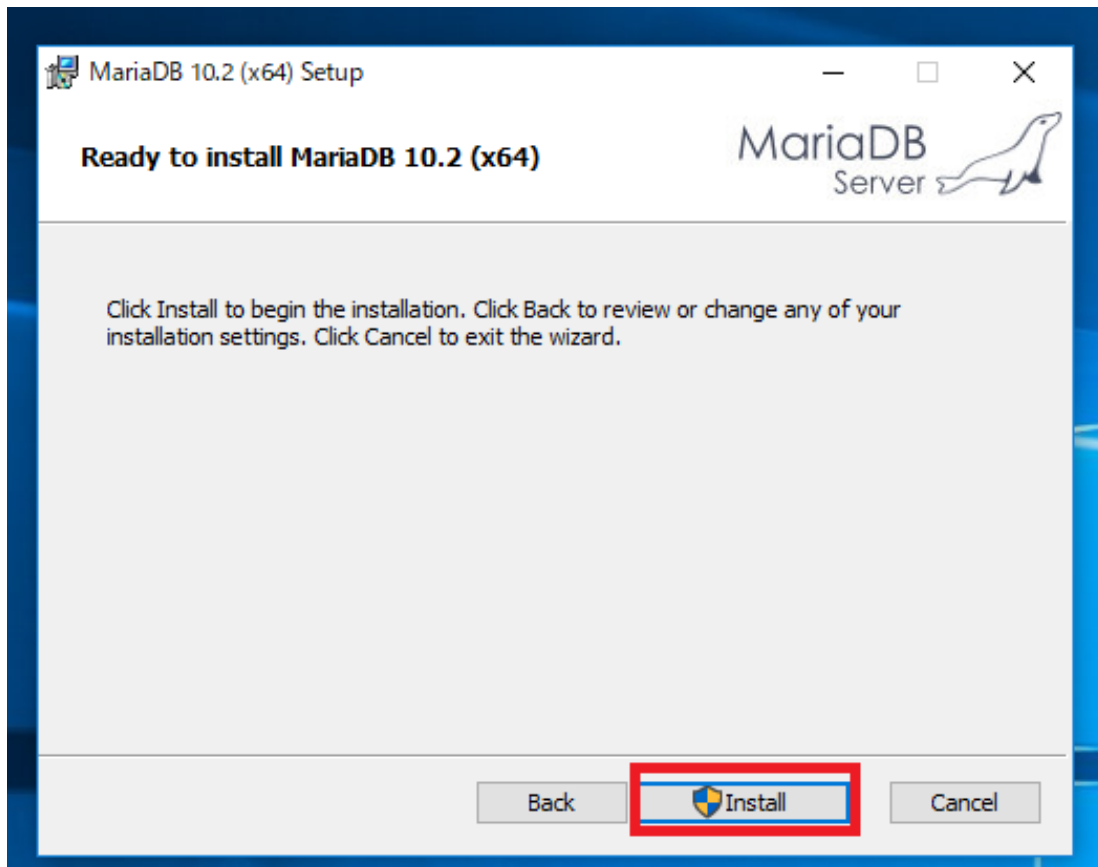 MariaDB 10.2 (x64) Setup
Ready to install MariaDB 10.2 (x64)
MariaDB
Server
Click Install to begin the installation. Click Back to review or change any of your
installation settings. Click Cancel to exit the wizard.
Back
Install
Cancel